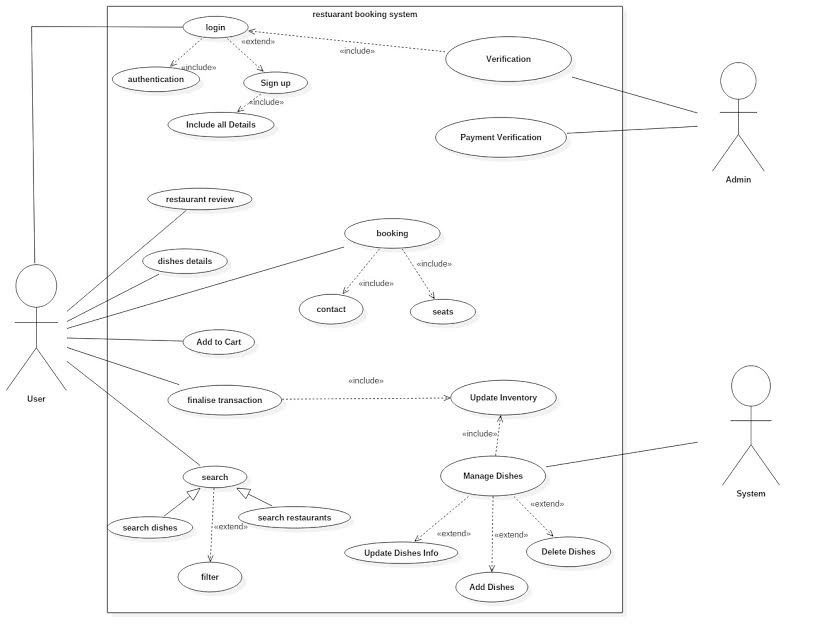 restuarant booking system
login
«extend»
«include»
Verification
authentication
«include»
Sign up
«include»
Include all Details
Payment Verification
Admin
restaurant review
booking
dishes details
«include»
«include»
contact
seats
Add to Cart
User
«include»
finalise transaction
Update Inventory
«include»
search
Manage Dishes
System
search dishes
search restaurants
«extend»
«extend»
«extend»
«extend»
Update Dishes Info
Delete Dishes
filter
Add Dishes